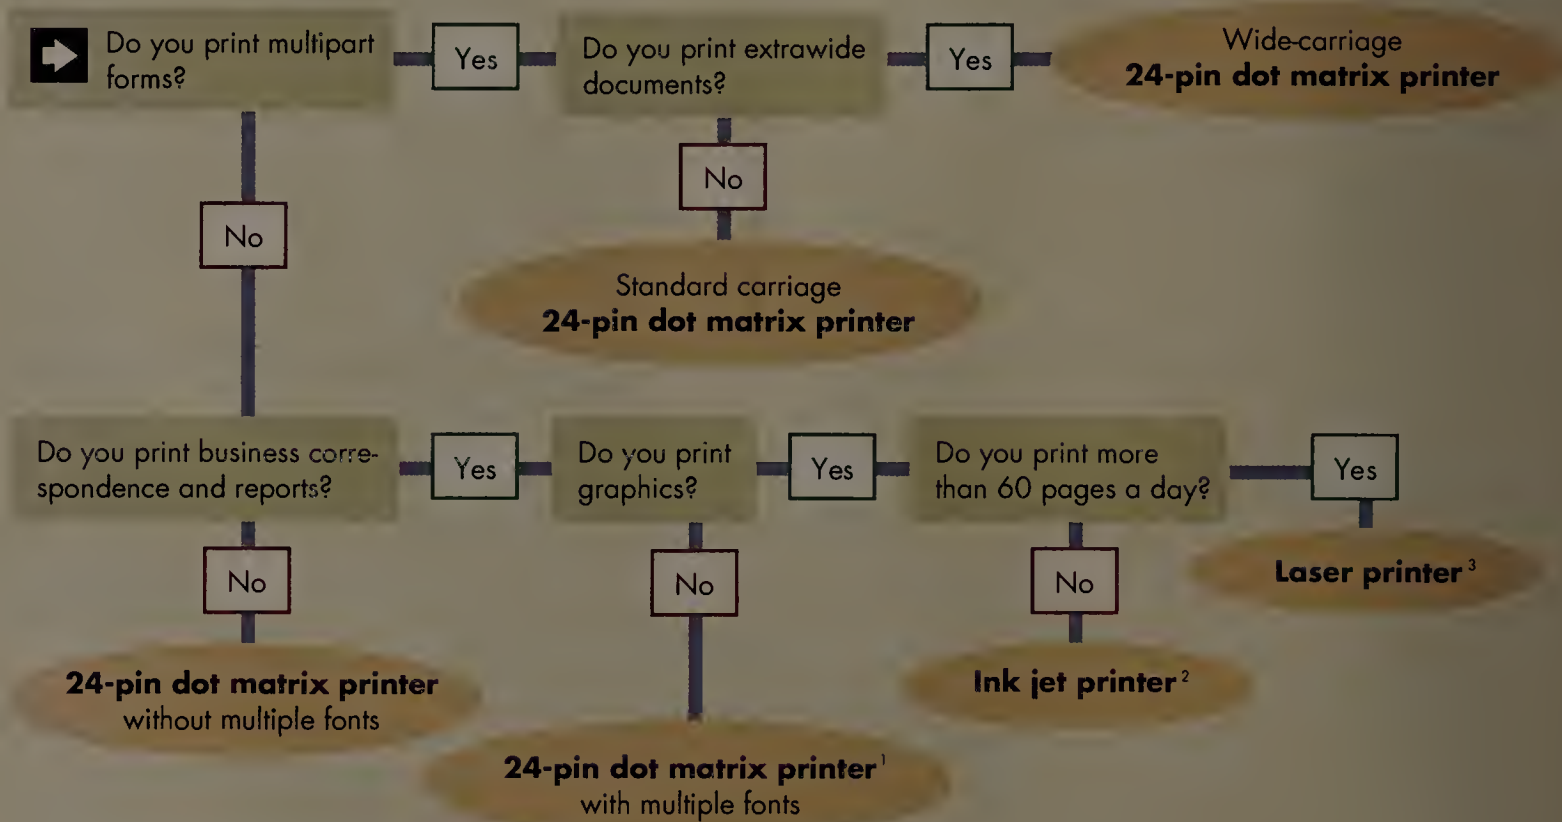 Do you print multipart
forms?
Yes
Do you print extrawide
documents?
Yes
Wide-carriage
24-pin dot matrix printer
No
No
Standard carriage
24-pin dot matrix printer
Do you print business corre-
spondence and reports?
Yes
Do you print
graphics?
Yes
Do you print more
than 60 pages a day?
Yes
No
No
No
Laser printer 3
24-pin dot matrix printer
without multiple fonts
Ink jet printer 2
24-pin dot matrix printer 1
with multiple fonts